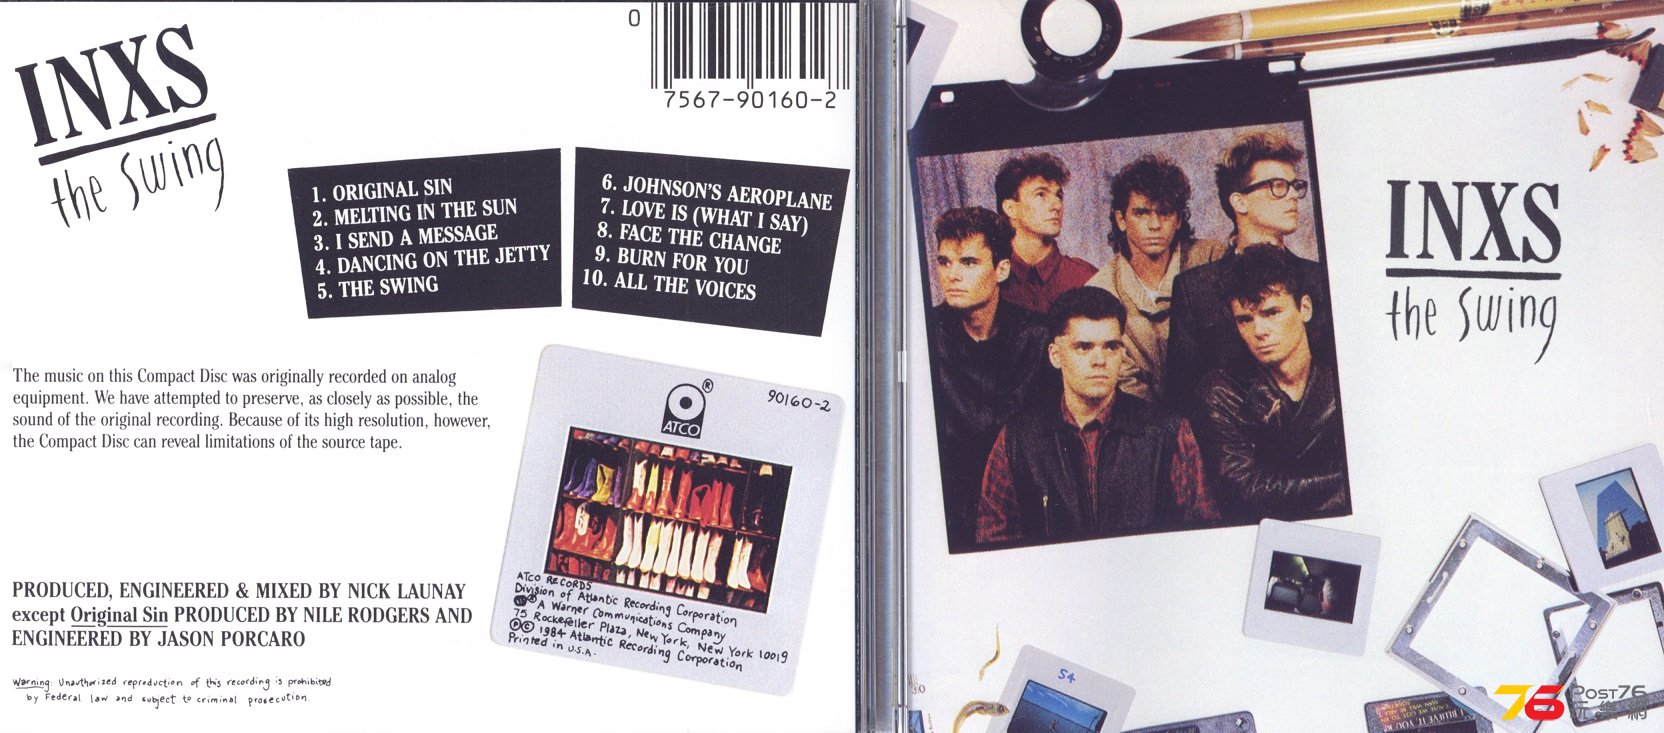 INXS
the swing
0
7567-90160-2
1. ORIGINAL SIN
2. MELTING IN THE SUN
3. I SEND A MESSAGE
4. DANCING ON THE JETTY
5. THE SWING
6. JOHNSON'S AEROPLANE
7. LOVE IS (WHAT I SAY)
8. FACE THE CHANGE
9. BURN FOR YOU
10. ALL THE VOICES
The music on this Compact Disc was originally recorded on analog
equipment. We have attempted to preserve, as closely as possible, the
sound of the original recording. Because of its high resolution, however,
the Compact Disc can reveal limitations of the source tape.
ATCO
®
90160-2
ATCO RECORDS
Division of Atlantic Recording Corporation
® A Warner Communications Company
75 Rockefeller Plaza, New York, New York 10019
℗ © 1984 Atlantic Recording Corporation
Printed in U.S.A.
PRODUCED, ENGINEERED & MIXED BY NICK LAUNAY
except Original Sin PRODUCED BY NILE RODGERS AND
ENGINEERED BY JASON PORCARO
Warning: Unauthorized reproduction of this recording is prohibited
by Federal law and subject to criminal prosecution.
AGFA LUPE 8x
INXS
the swing
54
POST76